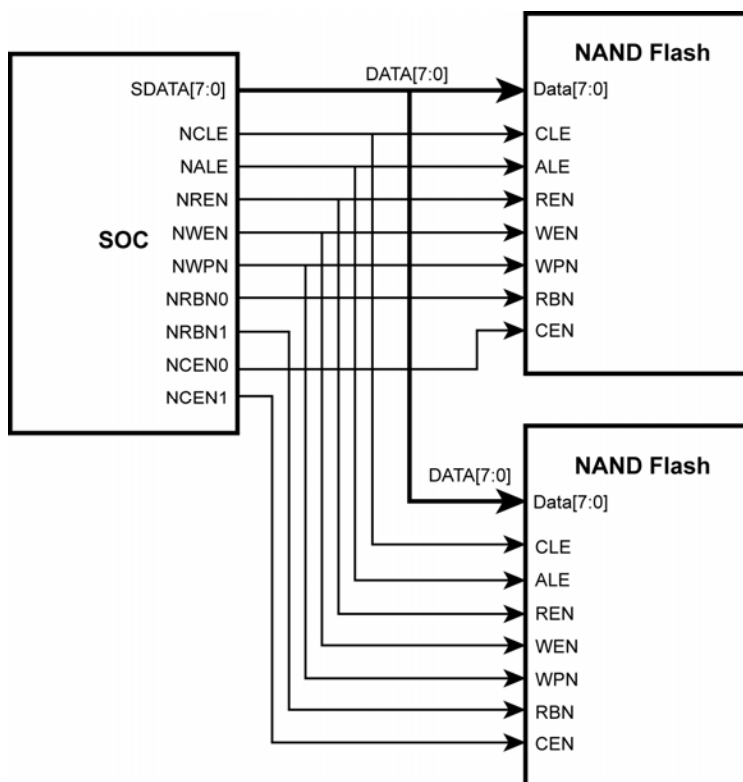 SOC
SDATA[7:0]
NCLE
NALE
NREN
NWEN
NWPN
NRBN0
NRBN1
NCEN0
NCEN1
DATA[7:0]
NAND Flash
Data[7:0]
CLE
ALE
REN
WEN
WPN
RBN
CEN
DATA[7:0]
NAND Flash
Data[7:0]
CLE
ALE
REN
WEN
WPN
RBN
CEN